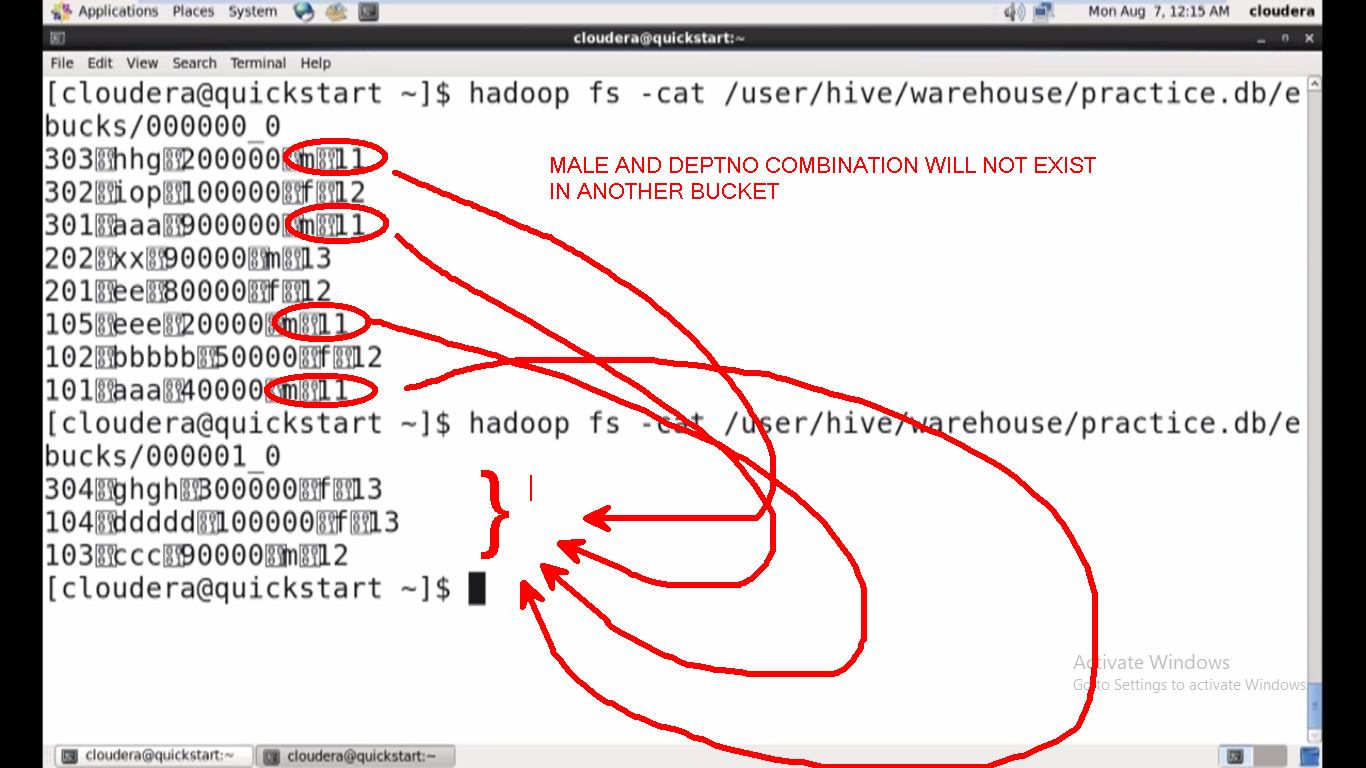 Applications Places System Mon Aug 7, 12:15 AM cloudera
cloudera@quickstart:~
File Edit View Search Terminal Help
[cloudera@quickstart ~]$ hadoop fs -cat /user/hive/warehouse/practice.db/e
bucks/000000_0
303hhg200000m11
302iop100000f12
301aaa900000m11
202xx90000m13
201ee80000f12
105eee20000m11
102bbbbb50000f12
101aaa40000m11
MALE AND DEPTNO COMBINATION WILL NOT EXIST
IN ANOTHER BUCKET
[cloudera@quickstart ~]$ hadoop fs -cat /user/hive/warehouse/practice.db/e
bucks/000001_0
304ghgh300000f13
104ddddd100000f13
103ccc90000m12
}
[cloudera@quickstart ~]$
Activate Windows
Go to Settings to activate Windows
cloudera@quickstart:~ cloudera@quickstart:~